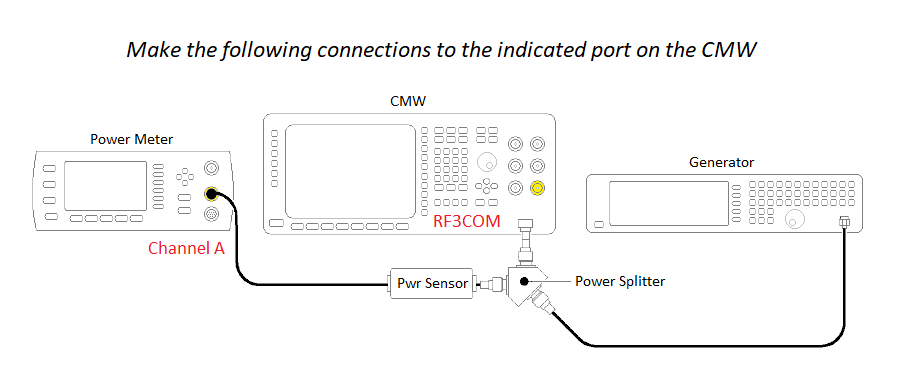 Make the following connections to the indicated port on the CMW
CMW
Power Meter
Generator
RF3COM
Channel A
Pwr Sensor
Power Splitter